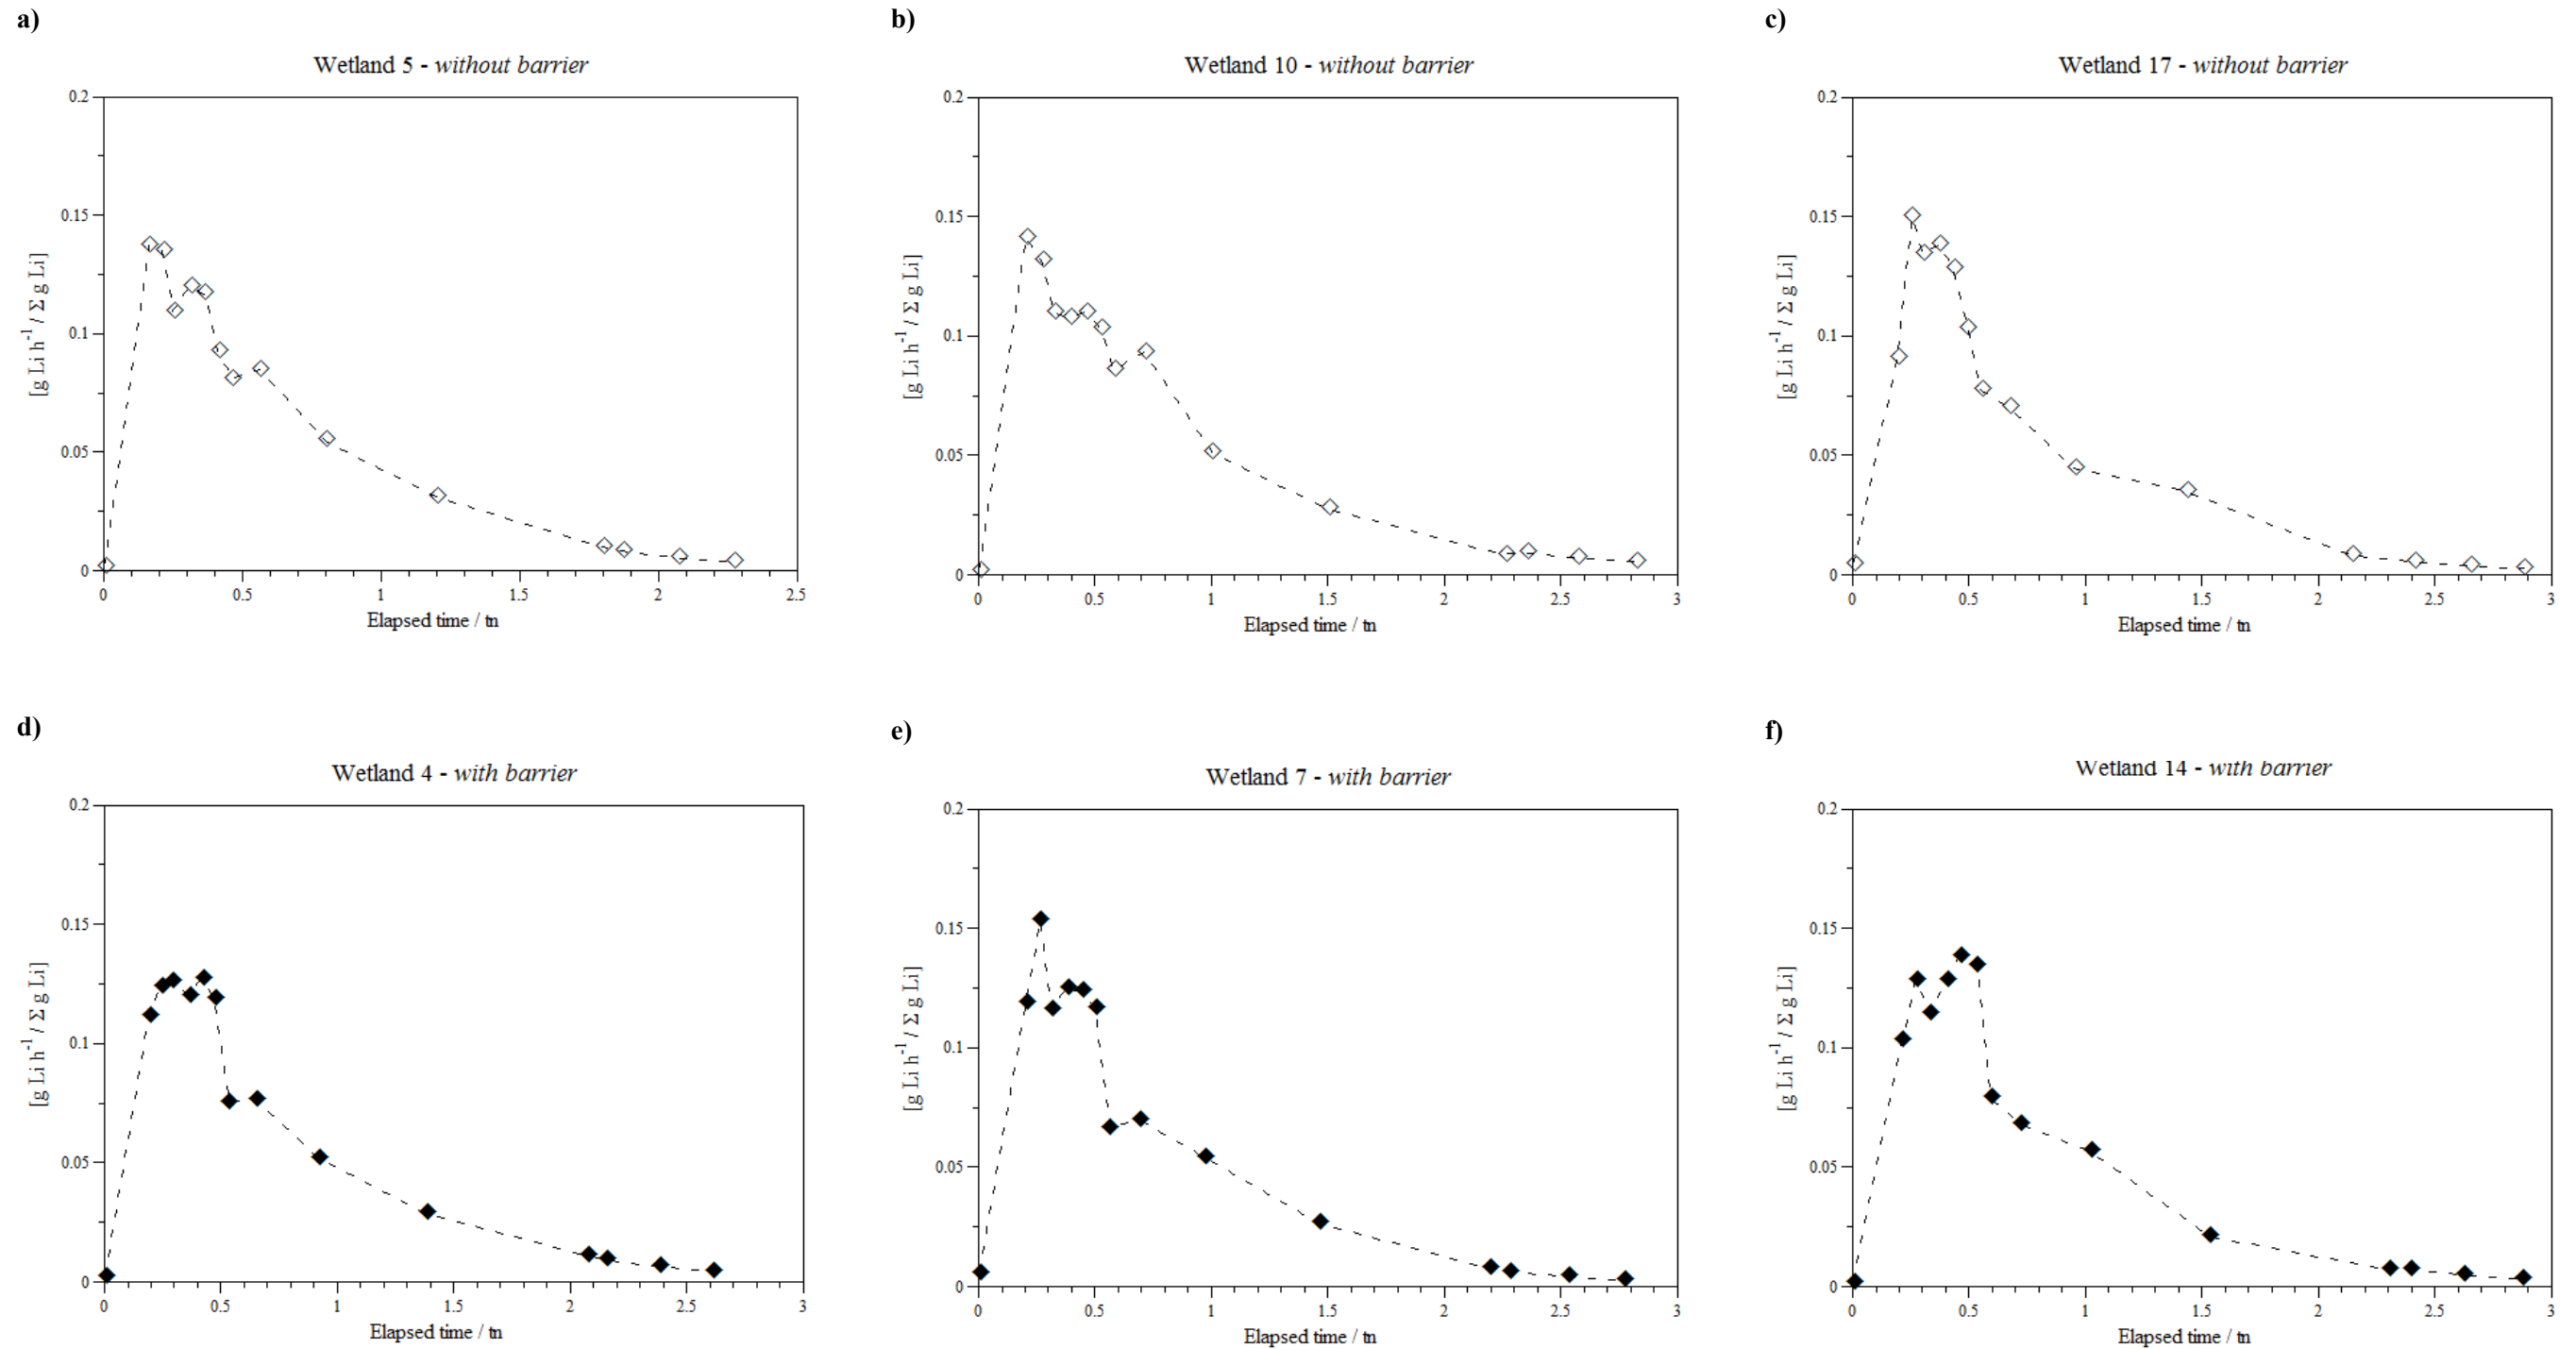 a)
Wetland 5 - without barrier
0.2
0.15
0.1
0.05
0
[g Li h-1 / Σ g Li]
0 0.5 1 1.5 2 2.5
Elapsed time / tn
b)
Wetland 10 - without barrier
0.2
0.15
0.1
0.05
0
[g Li h-1 / Σ g Li]
0 0.5 1 1.5 2 2.5 3
Elapsed time / tn
c)
Wetland 17 - without barrier
0.2
0.15
0.1
0.05
0
[g Li h-1 / Σ g Li]
0 0.5 1 1.5 2 2.5 3
Elapsed time / tn
d)
Wetland 4 - with barrier
0.2
0.15
0.1
0.05
0
[g Li h-1 / Σ g Li]
0 0.5 1 1.5 2 2.5 3
Elapsed time / tn
e)
Wetland 7 - with barrier
0.2
0.15
0.1
0.05
0
[g Li h-1 / Σ g Li]
0 0.5 1 1.5 2 2.5 3
Elapsed time / tn
f)
Wetland 14 - with barrier
0.2
0.15
0.1
0.05
0
[g Li h-1 / Σ g Li]
0 0.5 1 1.5 2 2.5 3
Elapsed time / tn